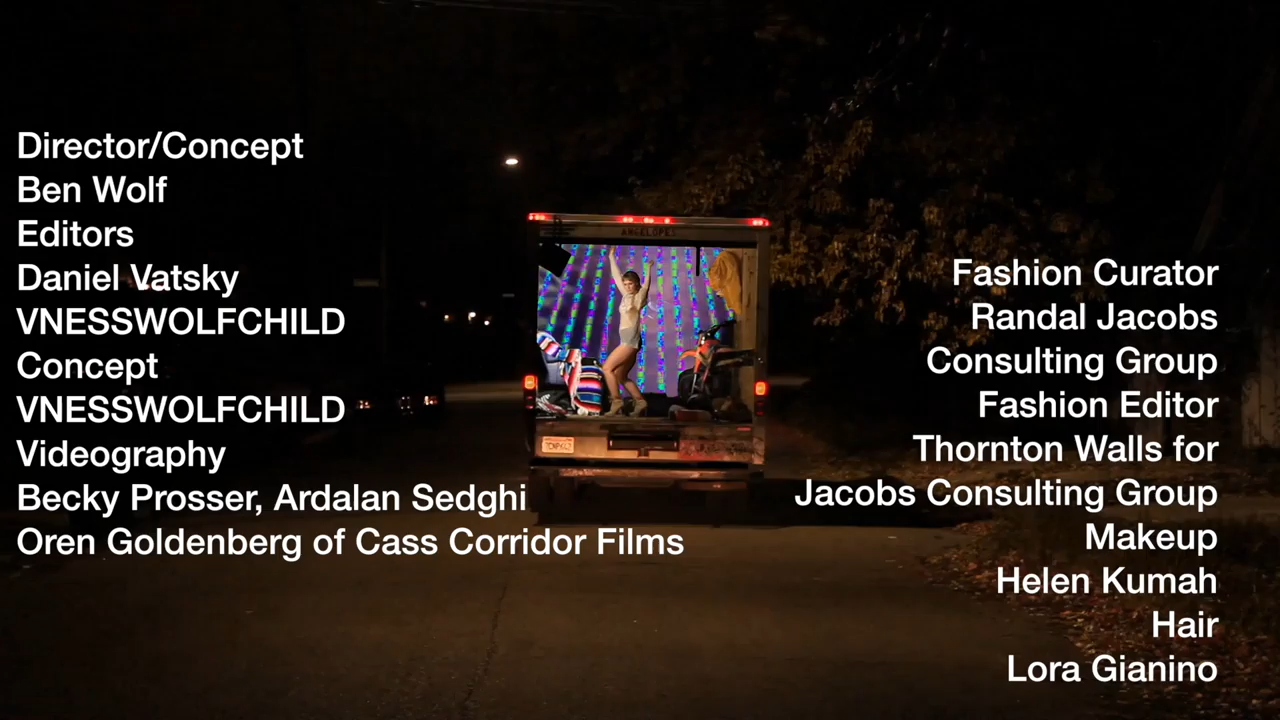 Director/Concept
Ben Wolf
Editors
Daniel Vatsky
VNESSWOLFCHILD
Concept
VNESSWOLFCHILD
Videography
Becky Prosser, Ardalan Sedghi
Oren Goldenberg of Cass Corridor Films
Fashion Curator
Randal Jacobs
Consulting Group
Fashion Editor
Thornton Walls for
Jacobs Consulting Group
Makeup
Helen Kumah
Hair
Lora Gianino